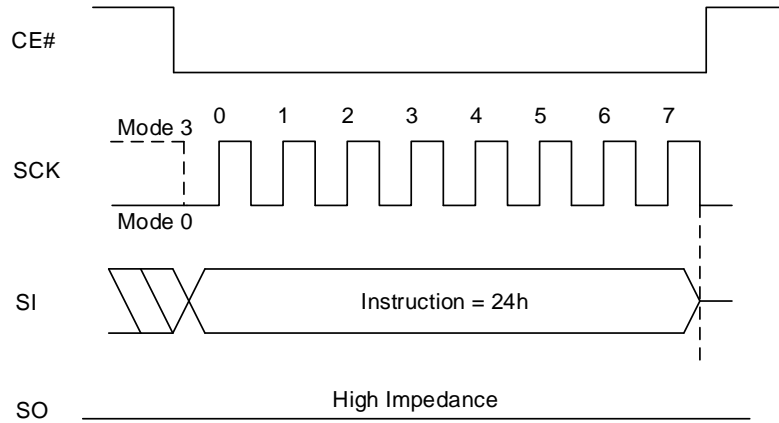 CE#
0 1 2 3 4 5 6 7
Mode 3
SCK
Mode 0
SI
Instruction = 24h
High Impedance
SO